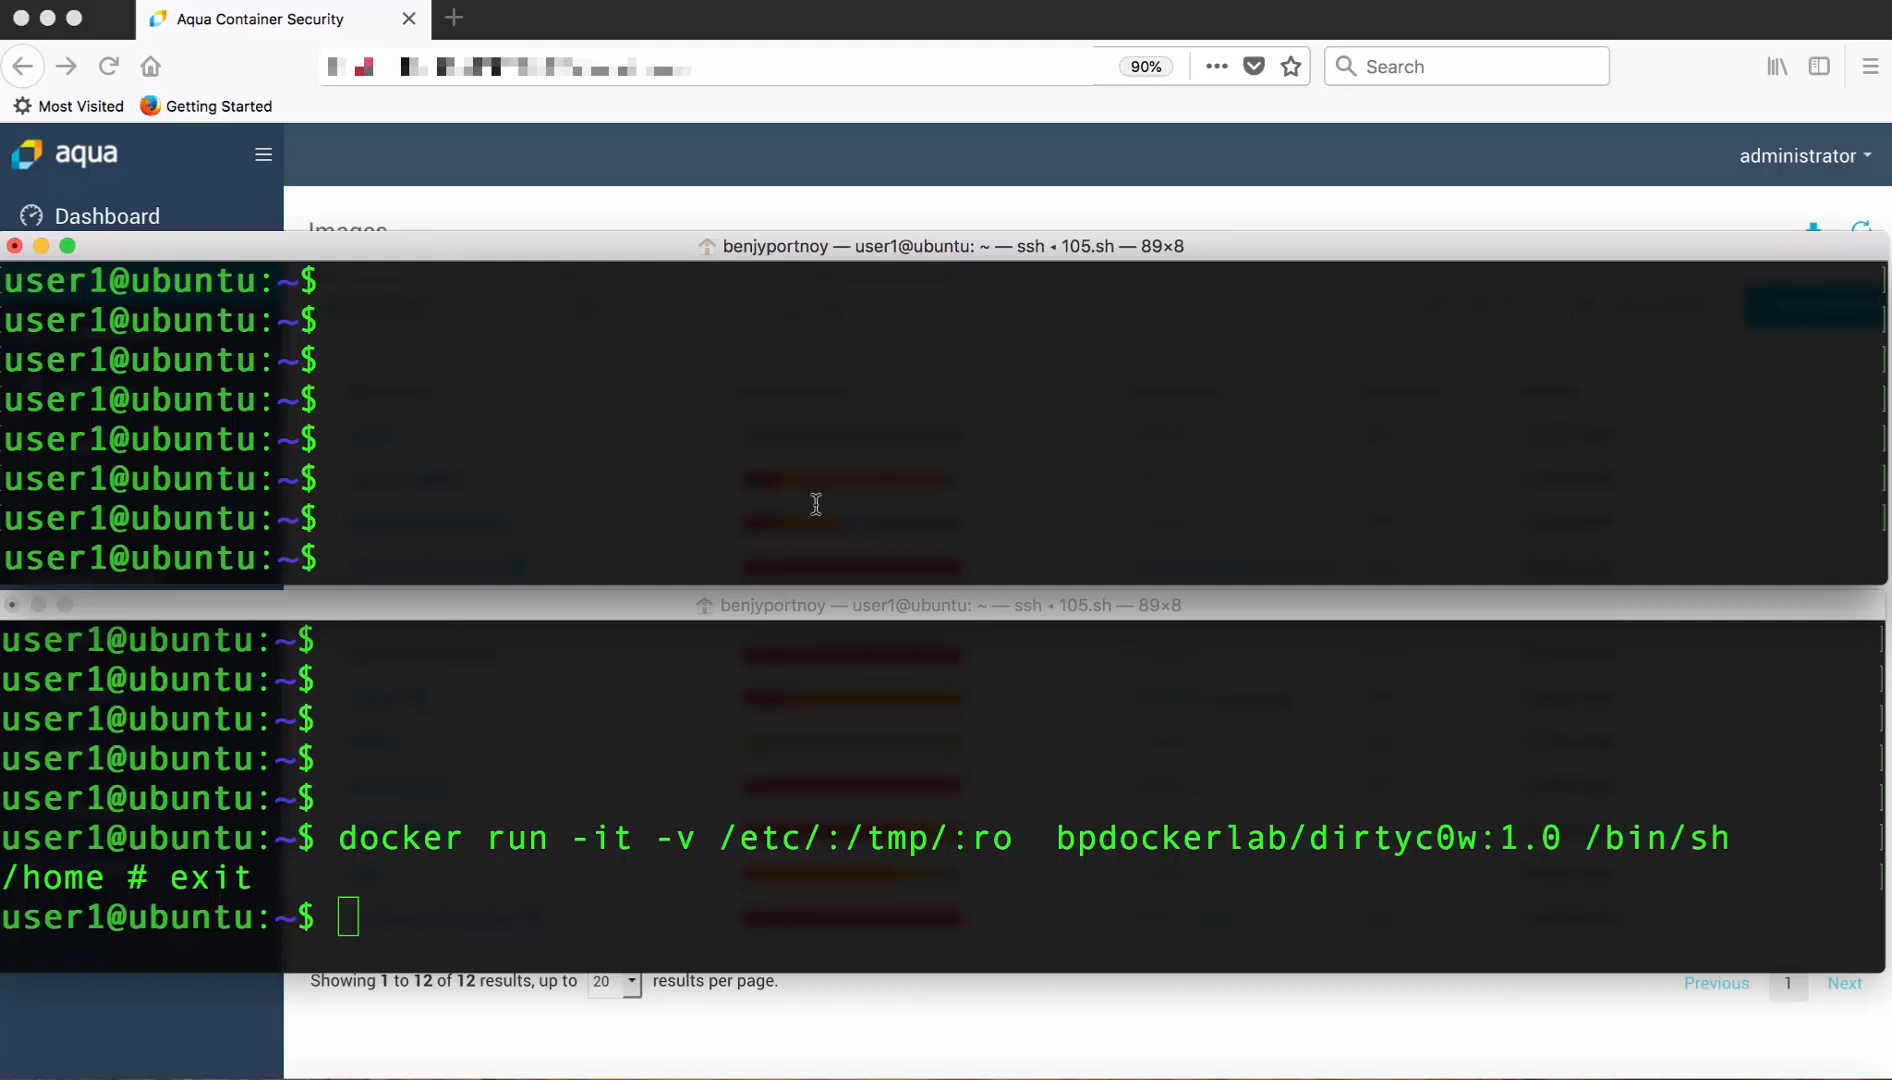 Aqua Container Security
90%
Search
Most Visited
Getting Started
aqua
administrator
Dashboard
Images
benjyportnoy — user1@ubuntu: ~ — ssh ◂ 105.sh — 89×8
user1@ubuntu:~$
user1@ubuntu:~$
user1@ubuntu:~$
user1@ubuntu:~$
user1@ubuntu:~$
user1@ubuntu:~$
user1@ubuntu:~$
user1@ubuntu:~$
benjyportnoy — user1@ubuntu: ~ — ssh ◂ 105.sh — 89×8
user1@ubuntu:~$
user1@ubuntu:~$
user1@ubuntu:~$
user1@ubuntu:~$
user1@ubuntu:~$
user1@ubuntu:~$ docker run -it -v /etc/:/tmp/:ro  bpdockerlab/dirtyc0w:1.0 /bin/sh
/home # exit
user1@ubuntu:~$
Showing 1 to 12 of 12 results, up to 20 results per page.
Previous 1 Next